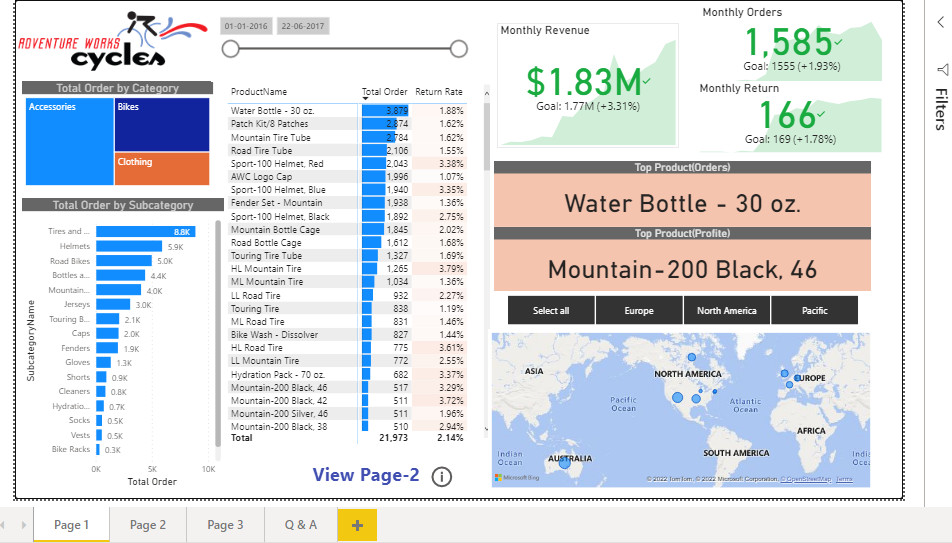 ADVENTURE WORKS
cycles
01-01-2016 22-06-2017
Monthly Revenue
$1.83M
Goal: 1.77M (+3.31%)
Monthly Orders
1,585
Goal: 1555 (+1.93%)
Monthly Return
166
Goal: 169 (+1.78%)
Filters
Total Order by Category
Accessories
Bikes
Clothing
Total Order by Subcategory
SubcategoryName
Tires and ... 8.8K
Helmets 5.9K
Road Bikes 5.0K
Bottles a... 4.4K
Mountain... 4.0K
Jerseys 3.0K
Touring B... 2.1K
Caps 2.0K
Fenders 1.9K
Gloves 1.3K
Shorts 0.9K
Cleaners 0.8K
Hydratio... 0.7K
Socks 0.5K
Vests 0.5K
Bike Racks 0.3K
0K 5K 10K
Total Order
ProductName Total Order Return Rate
Water Bottle - 30 oz. 3,879 1.88%
Patch Kit/8 Patches 2,874 1.62%
Mountain Tire Tube 2,784 1.62%
Road Tire Tube 2,106 1.55%
Sport-100 Helmet, Red 2,043 3.38%
AWC Logo Cap 1,996 1.07%
Sport-100 Helmet, Blue 1,940 3.35%
Fender Set - Mountain 1,938 1.36%
Sport-100 Helmet, Black 1,892 2.75%
Mountain Bottle Cage 1,845 2.02%
Road Bottle Cage 1,612 1.68%
Touring Tire Tube 1,327 1.69%
HL Mountain Tire 1,265 3.79%
ML Mountain Tire 1,034 1.36%
LL Road Tire 932 2.27%
Touring Tire 838 1.19%
ML Road Tire 831 1.46%
Bike Wash - Dissolver 827 1.44%
HL Road Tire 775 3.61%
LL Mountain Tire 772 2.55%
Hydration Pack - 70 oz. 682 3.37%
Mountain-200 Black, 46 517 3.29%
Mountain-200 Black, 42 511 3.72%
Mountain-200 Silver, 46 511 1.96%
Mountain-200 Black, 38 510 2.94%
Total 21,973 2.14%
View Page-2
Top Product(Orders)
Water Bottle - 30 oz.
Top Product(Profite)
Mountain-200 Black, 46
Select all Europe North America Pacific
ASIA
NORTH AMERICA
EUROPE
Pacific
Ocean
Atlantic
Ocean
AFRICA
Indian
Ocean
AUSTRALIA
SOUTH AMERICA
India
Ocea
Microsoft Bing
© 2022 TomTom, © 2022 Microsoft Corporation, © OpenStreetMap Terms
Page 1 Page 2 Page 3 Q & A +